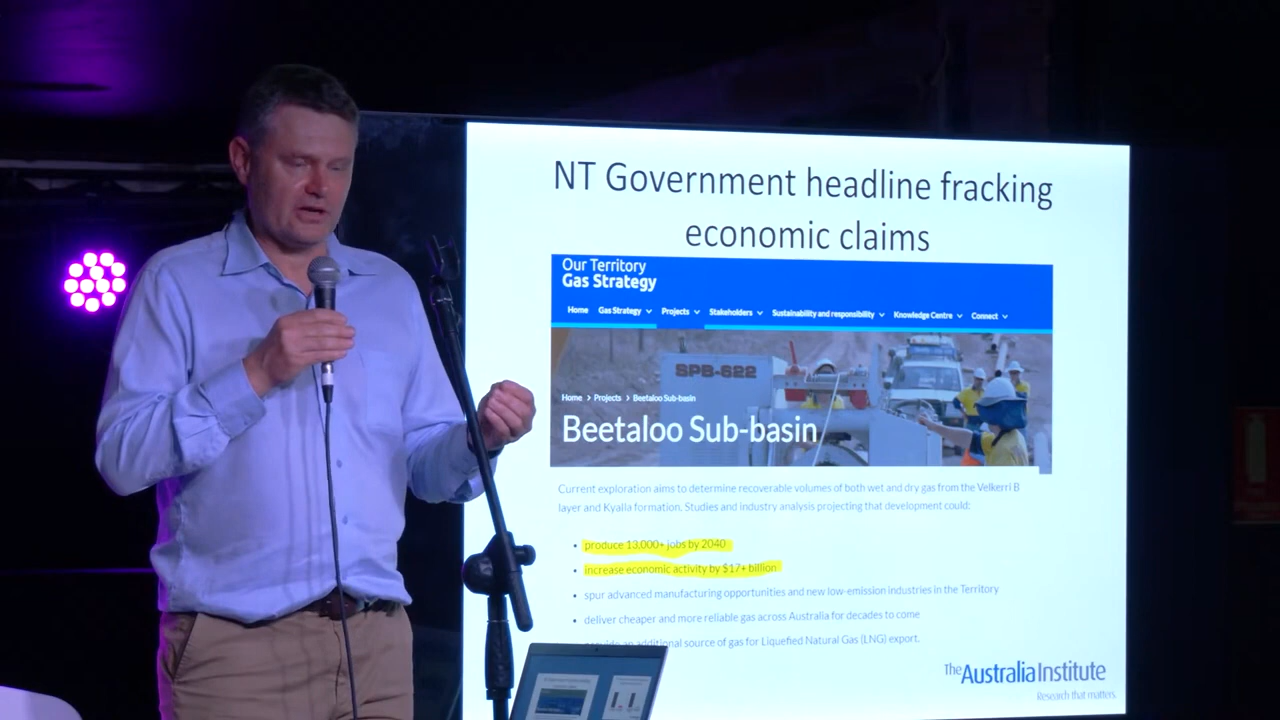 NT Government headline fracking
economic claims
Our Territory
Gas Strategy
Home Gas Strategy Projects Stakeholders Sustainability and responsibility Knowledge Centre Connect
SPB-622
Home > Projects > Beetaloo Sub-basin
Beetaloo Sub-basin
Current exploration aims to determine recoverable volumes of both wet and dry gas from the Velkerri B
layer and Kyalla formation. Studies and industry analysis projecting that development could:
• produce 13,000+ jobs by 2040
• increase economic activity by $17+ billion
• spur advanced manufacturing opportunities and new low-emission industries in the Territory
• deliver cheaper and more reliable gas across Australia for decades to come
provide an additional source of gas for Liquefied Natural Gas (LNG) export.
The Australia Institute
Research that matters.